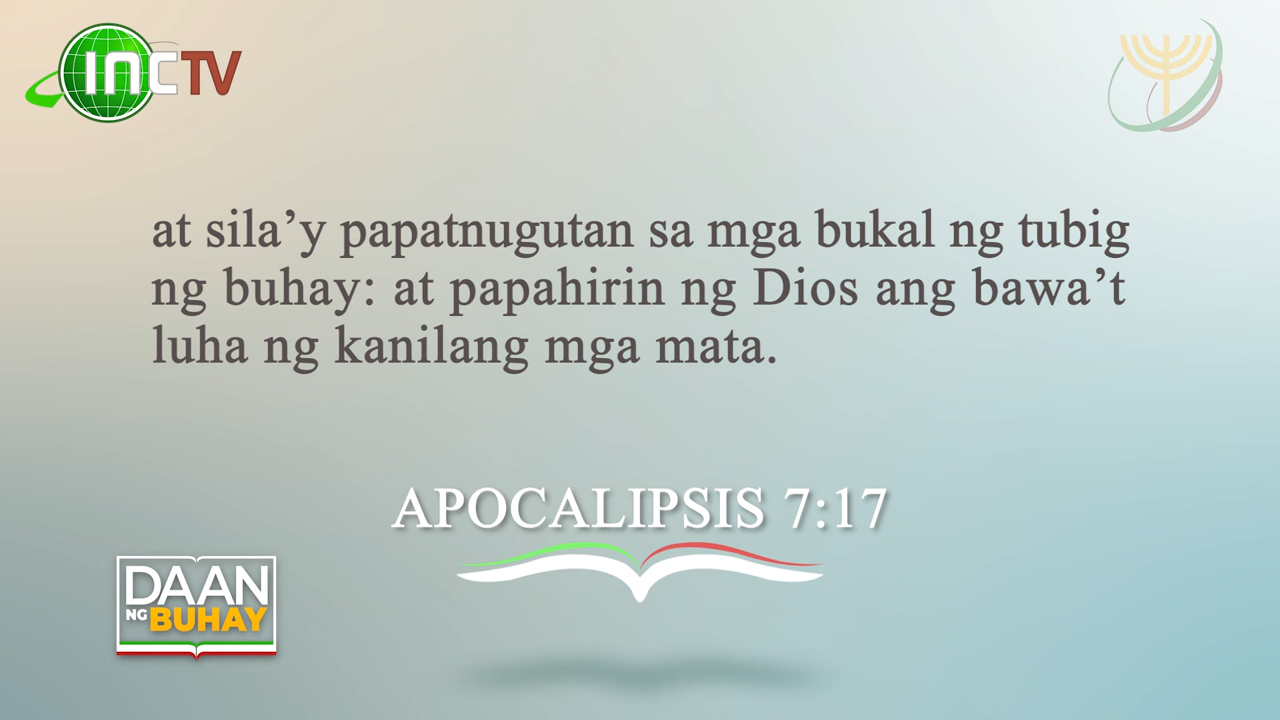 INCTV
at sila’y papatnugutan sa mga bukal ng tubig
ng buhay: at papahirin ng Dios ang bawa’t
luha ng kanilang mga mata.
APOCALIPSIS 7:17
DAAN
NG BUHAY